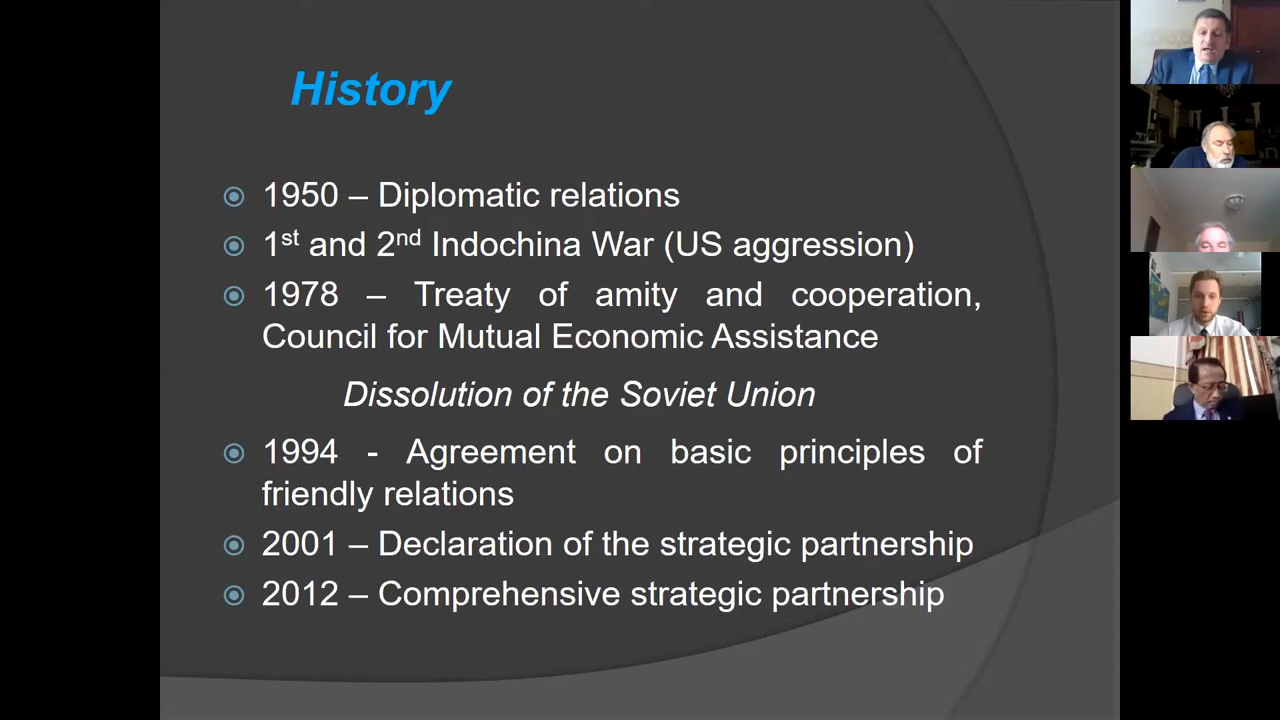 History
1950 – Diplomatic relations
1st and 2nd Indochina War (US aggression)
1978 – Treaty of amity and cooperation,
Council for Mutual Economic Assistance
Dissolution of the Soviet Union
1994 - Agreement on basic principles of
friendly relations
2001 – Declaration of the strategic partnership
2012 – Comprehensive strategic partnership